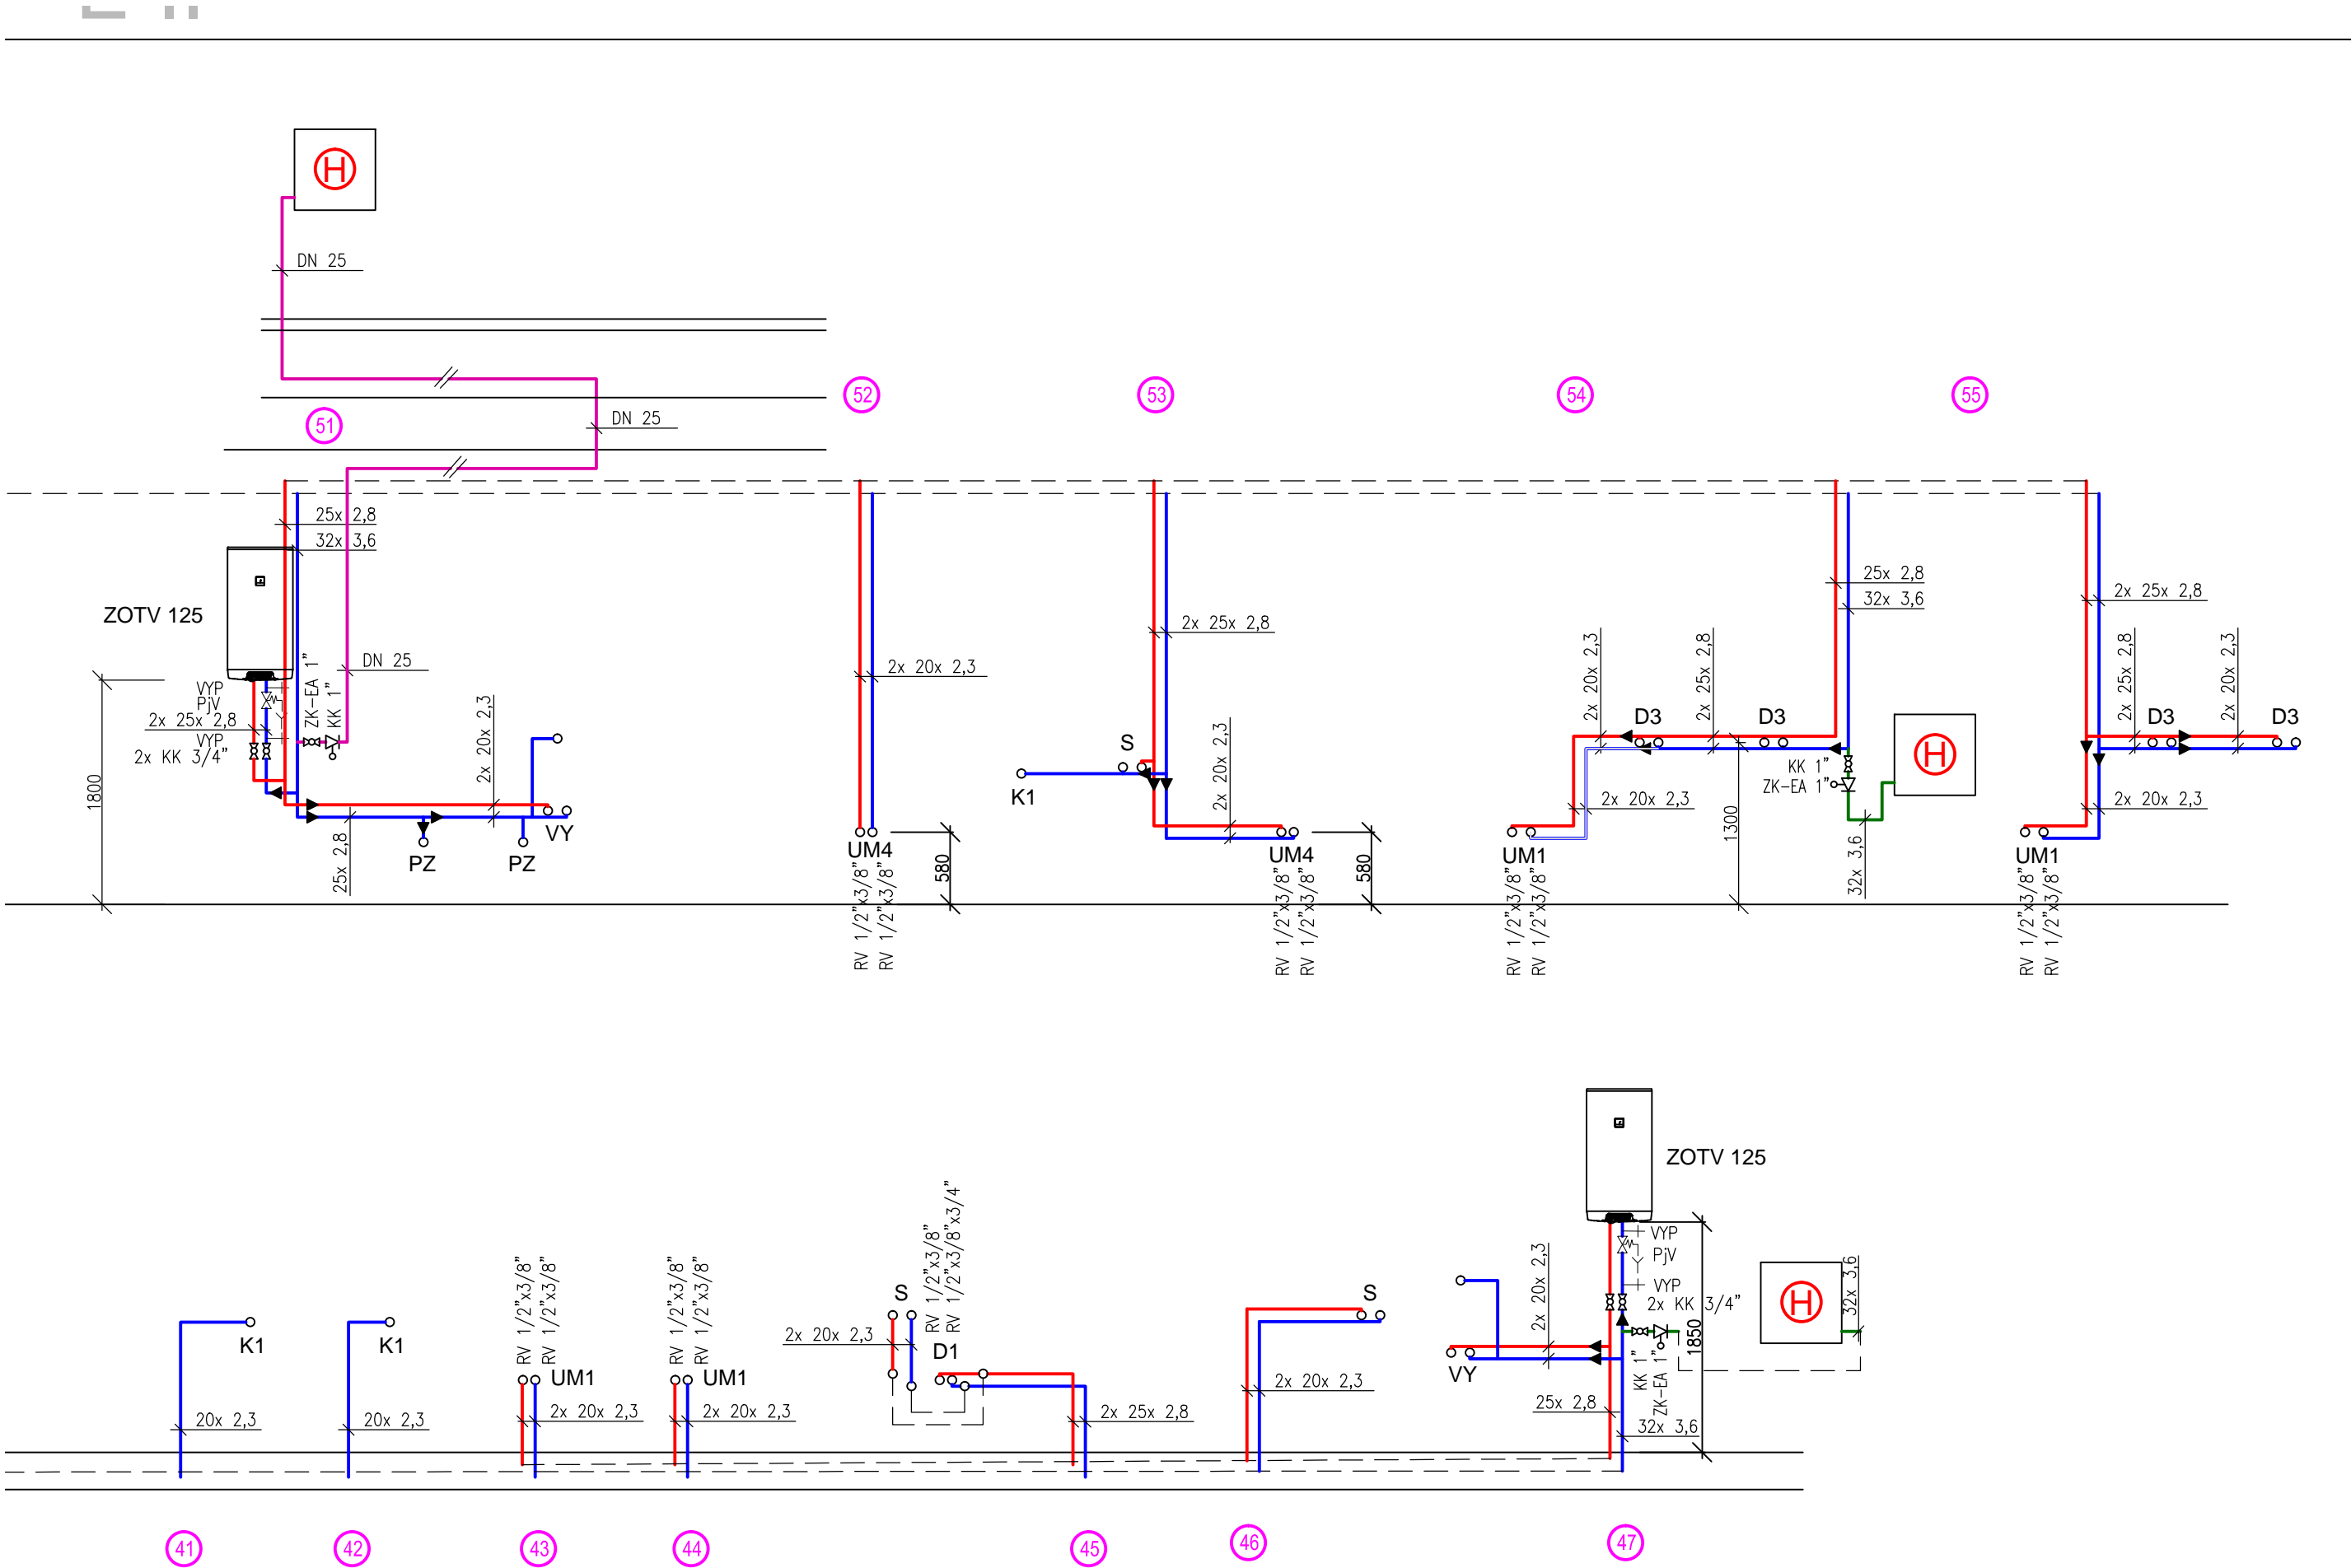 H
DN 25
52
53
54
55
51
DN 25
25x 2,8
32x 3,6
ZOTV 125
DN 25
ZK-EA 1"
KK 1"
VYP
PjV
2x 25x 2,8
VYP
2x KK 3/4"
1800
2x 20x 2,3
25x 2,8
PZ
PZ
VY
2x 20x 2,3
UM4
RV 1/2"x3/8"
RV 1/2"x3/8"
580
2x 25x 2,8
S
K1
2x 20x 2,3
UM4
RV 1/2"x3/8"
RV 1/2"x3/8"
580
25x 2,8
32x 3,6
2x 20x 2,3
2x 25x 2,8
D3
D3
H
KK 1"
ZK-EA 1"
2x 20x 2,3
1300
32x 3,6
UM1
RV 1/2"x3/8"
RV 1/2"x3/8"
2x 25x 2,8
2x 25x 2,8
2x 20x 2,3
D3
D3
2x 20x 2,3
UM1
RV 1/2"x3/8"
RV 1/2"x3/8"
K1
20x 2,3
K1
20x 2,3
RV 1/2"x3/8"
RV 1/2"x3/8"
UM1
2x 20x 2,3
RV 1/2"x3/8"
RV 1/2"x3/8"
UM1
2x 20x 2,3
S
RV 1/2"x3/8"
RV 1/2"x3/8"x3/4"
2x 20x 2,3
D1
2x 25x 2,8
S
2x 20x 2,3
ZOTV 125
VYP
PjV
VYP
2x KK 3/4"
2x 20x 2,3
VY
25x 2,8
KK 1"
ZK-EA 1"
32x 3,6
1850
H
32x 3,6
41
42
43
44
45
46
47